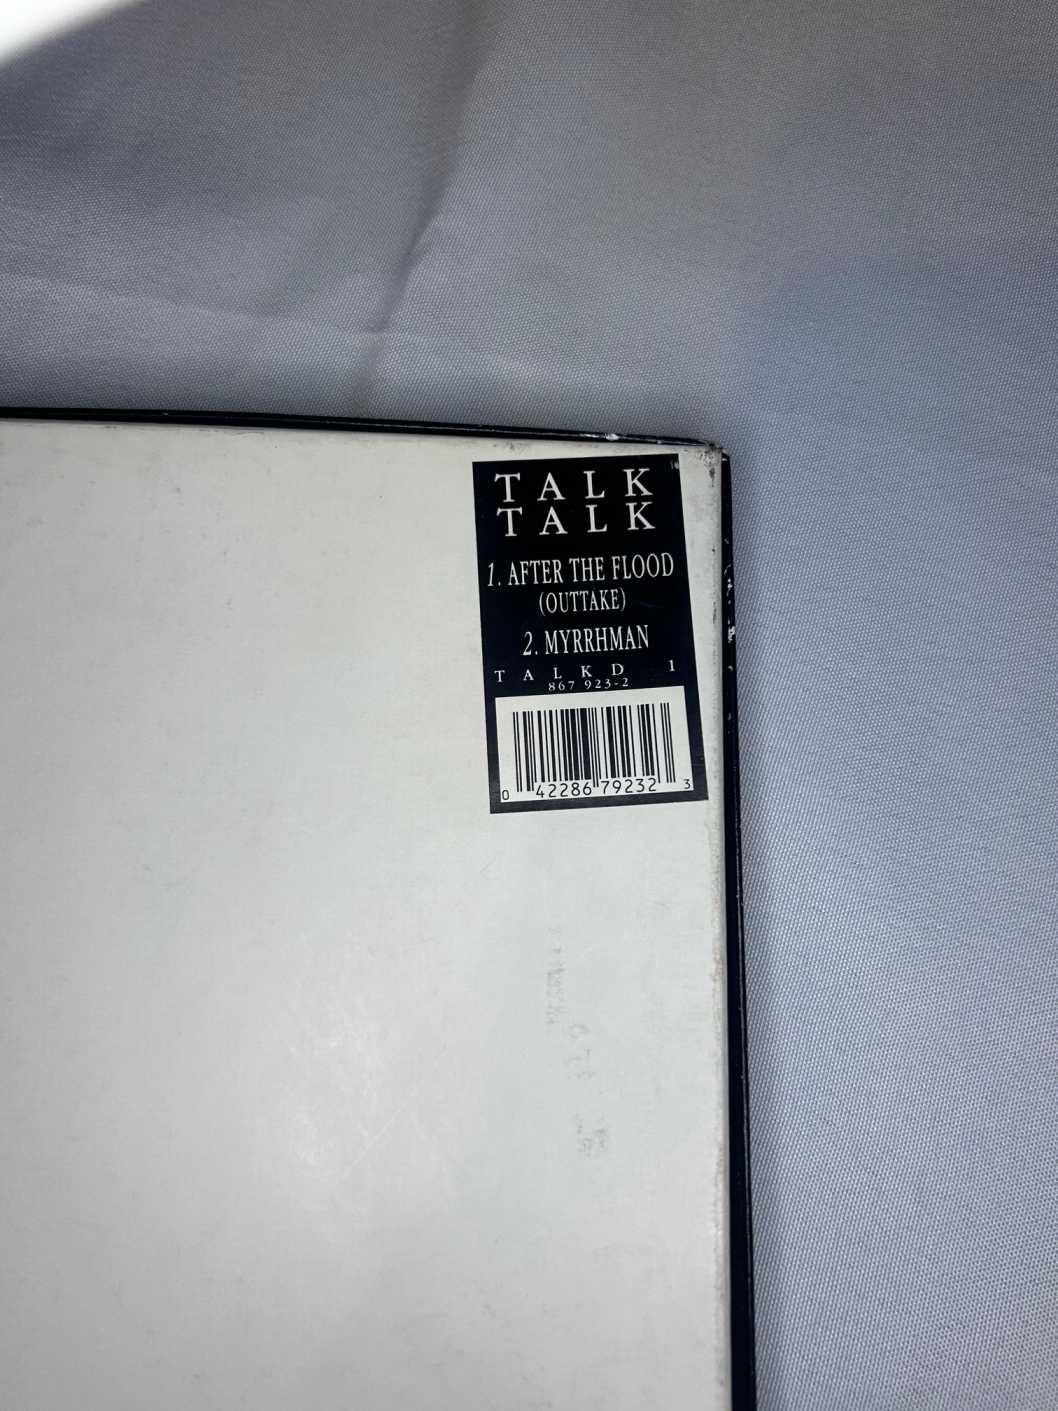 TALK
TALK
1. AFTER THE FLOOD
(OUTTAKE)
2. MYRRHMAN
TALKD 1
867 923-2
0 42286 79232 3